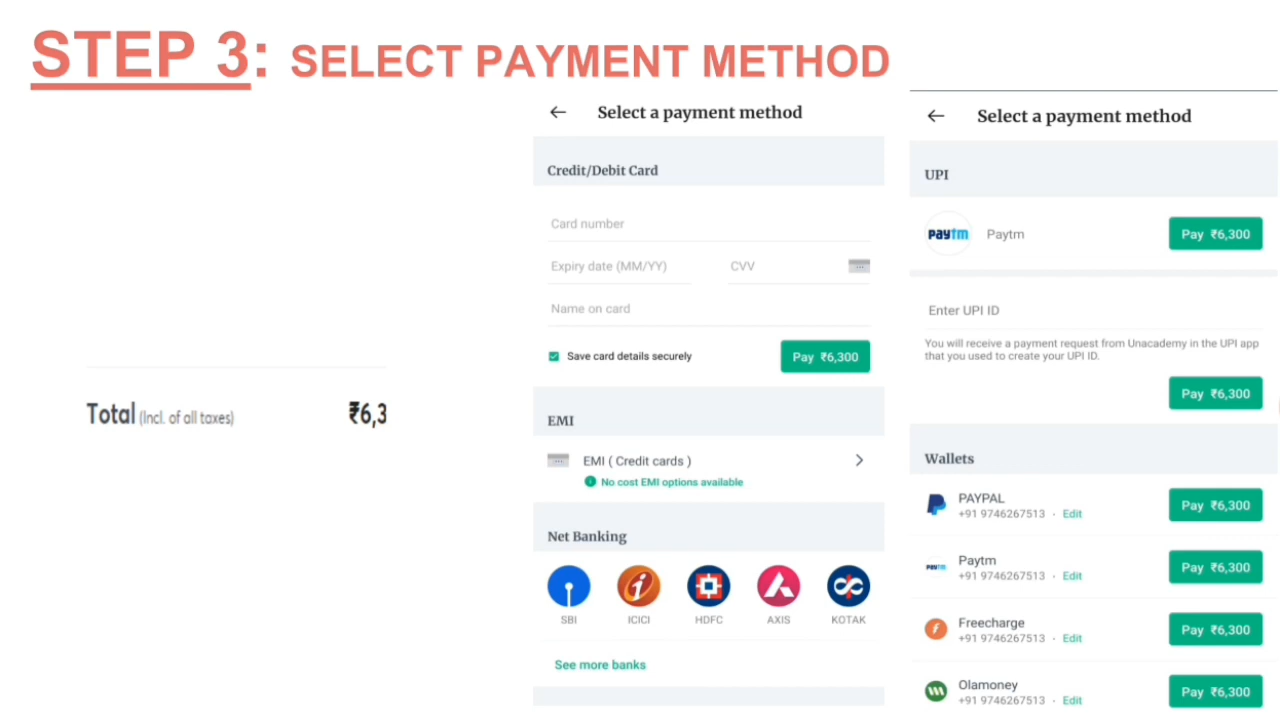 STEP 3: SELECT PAYMENT METHOD
Total (Incl. of all taxes) ₹6,3
Select a payment method
Credit/Debit Card
Card number
Expiry date (MM/YY) CVV
Name on card
Save card details securely Pay ₹6,300
EMI
EMI ( Credit cards )
No cost EMI options available
Net Banking
SBI ICICI HDFC AXIS KOTAK
See more banks
Select a payment method
UPI
paytm Paytm Pay ₹6,300
Enter UPI ID
You will receive a payment request from Unacademy in the UPI app
that you used to create your UPI ID.
Pay ₹6,300
Wallets
PAYPAL
+91 9746267513 · Edit
Pay ₹6,300
paytm Paytm
+91 9746267513 · Edit
Pay ₹6,300
Freecharge
+91 9746267513 · Edit
Pay ₹6,300
Olamoney
+91 9746267513 · Edit
Pay ₹6,300